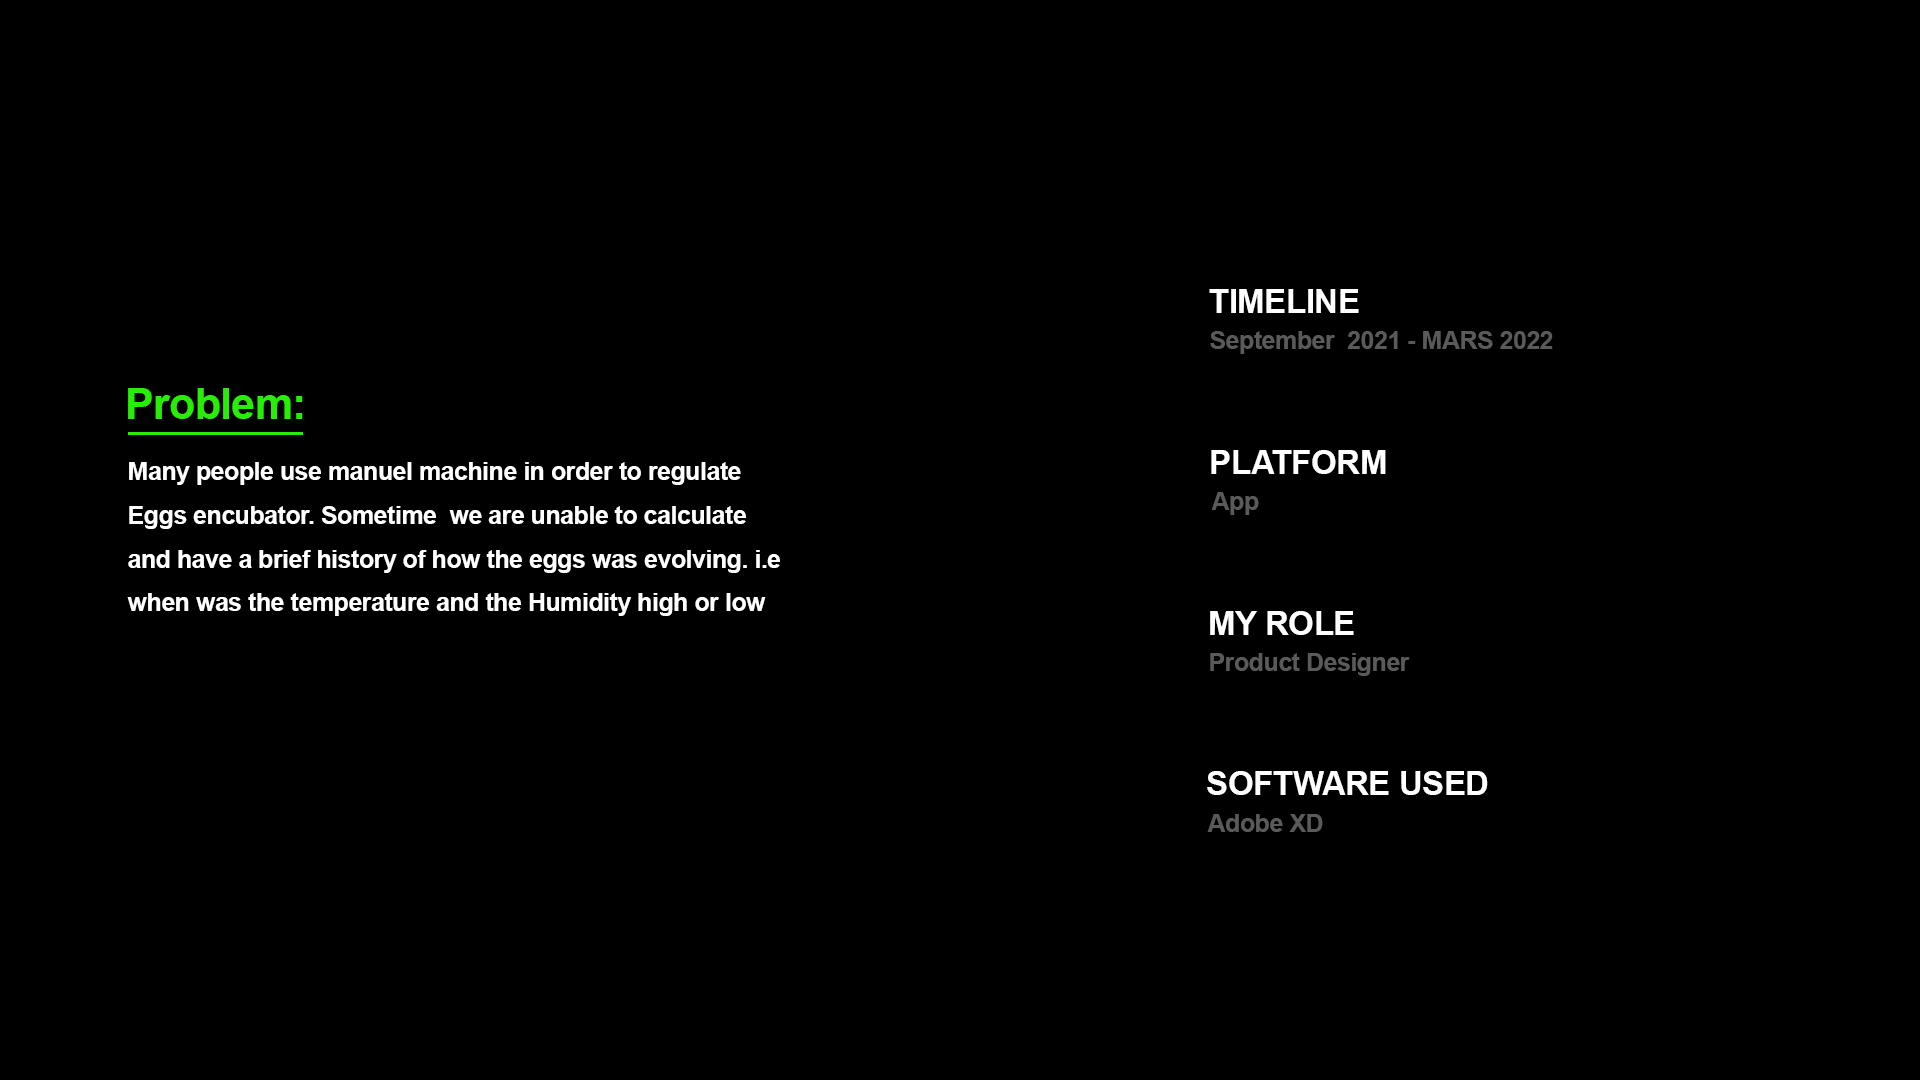 Problem:
Many people use manuel machine in order to regulate
Eggs encubator. Sometime  we are unable to calculate
and have a brief history of how the eggs was evolving. i.e
when was the temperature and the Humidity high or low
TIMELINE
September  2021 - MARS 2022
PLATFORM
App
MY ROLE
Product Designer
SOFTWARE USED
Adobe XD